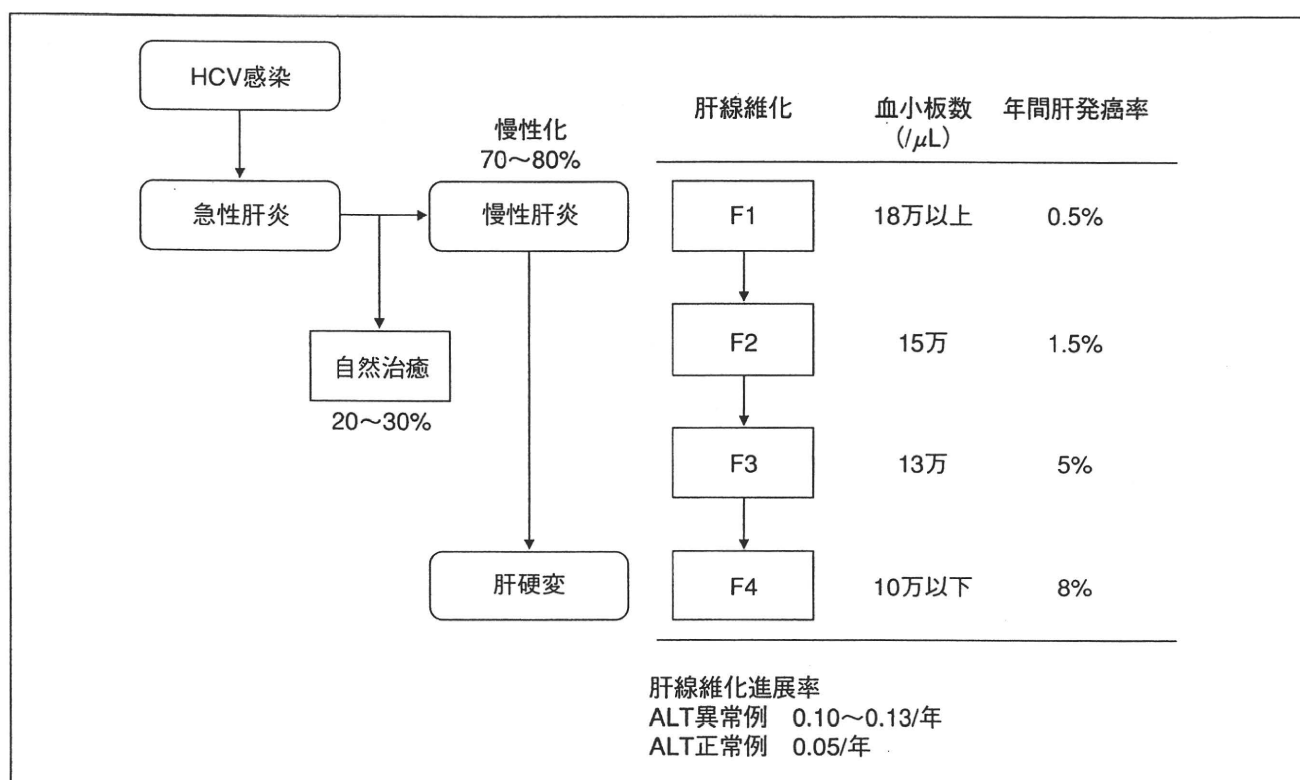 HCV感染
急性肝炎
慢性化
70〜80%
慢性肝炎
自然治癒
20〜30%
肝硬変
肝線維化 血小板数 年間肝発癌率
(/μL)
F1 18万以上 0.5%
F2 15万 1.5%
F3 13万 5%
F4 10万以下 8%
肝線維化進展率
ALT異常例 0.10〜0.13/年
ALT正常例 0.05/年